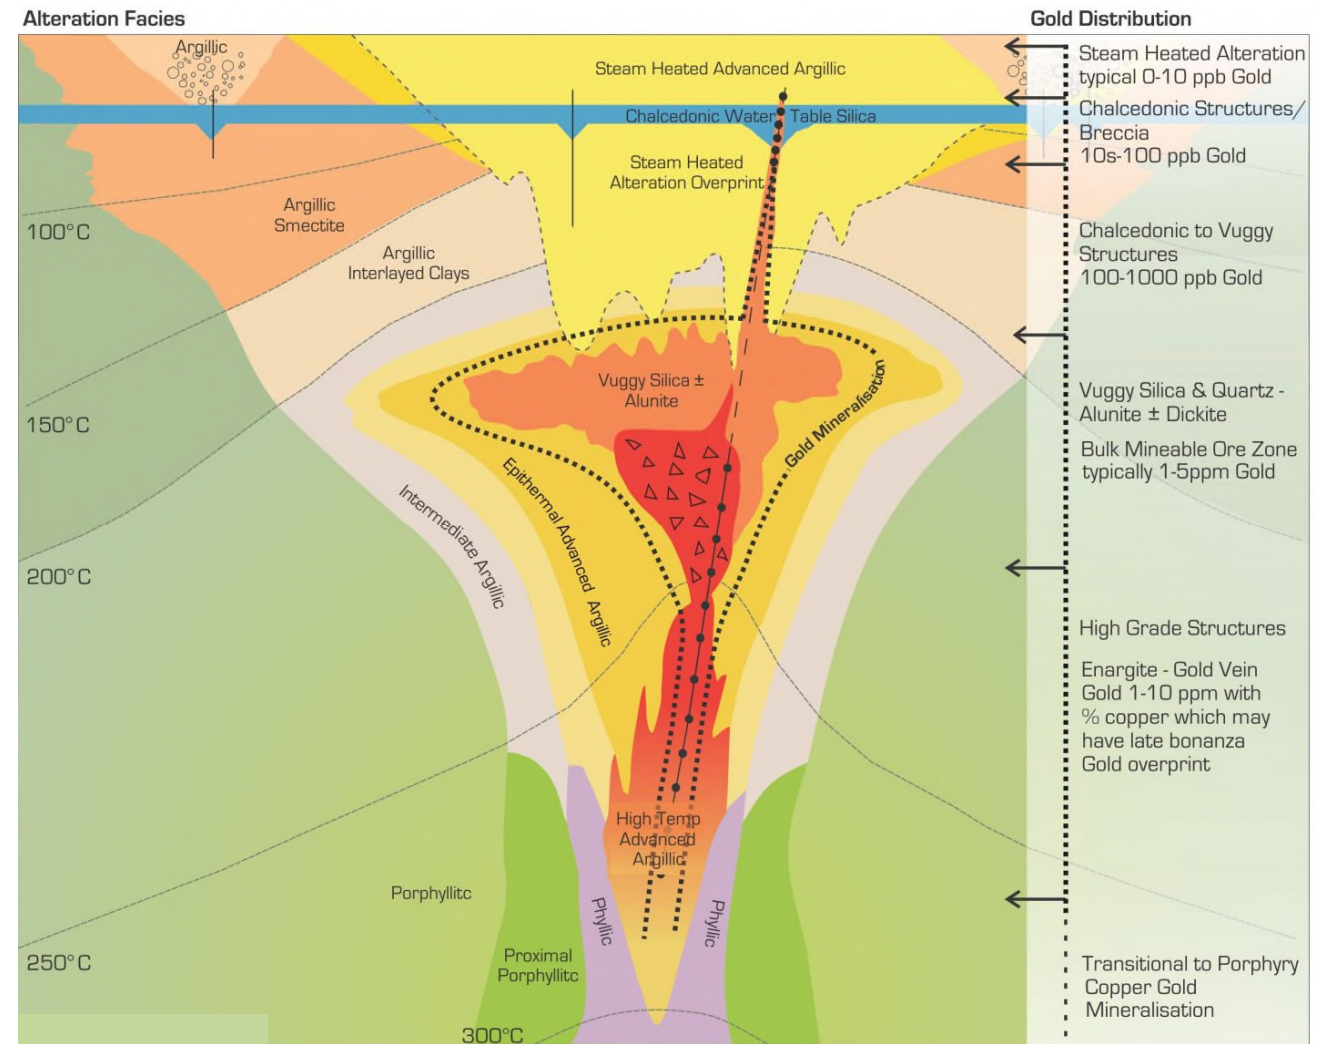 Alteration Facies
Gold Distribution
Argillic
Steam Heated Advanced Argillic
Chalcedonic Water Table Silica
Steam Heated
Alteration Overprint
Argillic
Smectite
Argillic
Interlayed Clays
100°C
150°C
200°C
250°C
300°C
Vuggy Silica ±
Alunite
Gold Mineralisation
Epithermal Advanced Argillic
Intermediate Argillic
High Temp
Advanced
Argillic
Porphyllitc
Proximal
Porphyllitc
Phyllic
Phyllic
Steam Heated Alteration
typical 0-10 ppb Gold
Chalcedonic Structures/
Breccia
10s-100 ppb Gold
Chalcedonic to Vuggy
Structures
100-1000 ppb Gold
Vuggy Silica & Quartz -
Alunite ± Dickite
Bulk Mineable Ore Zone
typically 1-5ppm Gold
High Grade Structures
Enargite - Gold Vein
Gold 1-10 ppm with
% copper which may
have late bonanza
Gold overprint
Transitional to Porphyry
Copper Gold
Mineralisation